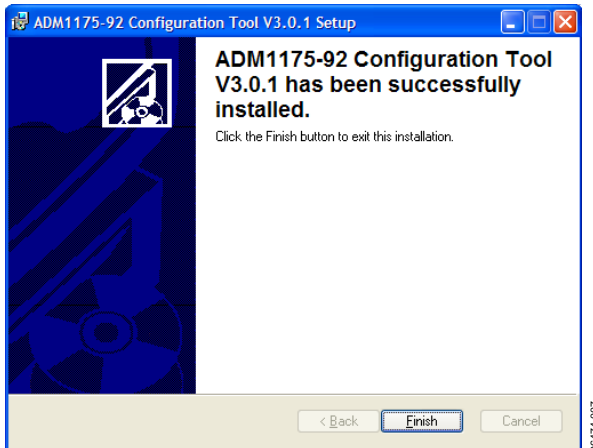 ADM1175-92 Configuration Tool V3.0.1 Setup
ADM1175-92 Configuration Tool
V3.0.1 has been successfully
installed.
Click the Finish button to exit this installation.
< Back
Finish
Cancel